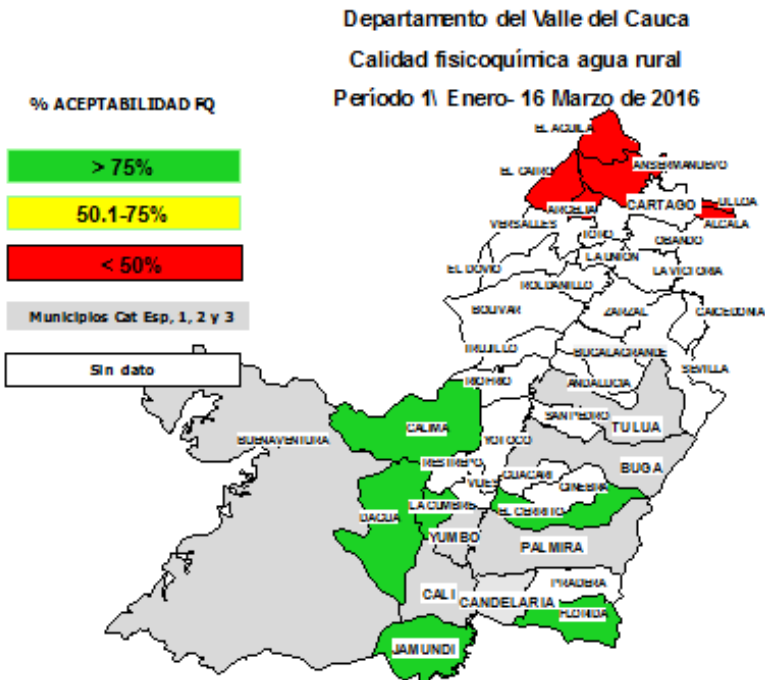 Departamento del Valle del Cauca
Calidad fisicoquímica agua rural
Período 1\ Enero- 16 Marzo de 2016
% ACEPTABILIDAD FQ
> 75%
50.1-75%
< 50%
Municipios Cat Esp, 1, 2 y 3
Sin dato
EL AGUILA
EL CAIRO
ANSERMANUEVO
ULLOA
ARGELIA
CARTAGO
ALCALA
VERSALLES
TORO
OBANDO
LA UNION
EL DOVIO
LA VICTORIA
ROLDANILLO
BOLIVAR
ZARZAL
CAICEDONIA
TRUJILLO
BUGALAGRANDE
SEVILLA
RIOFRIO
ANDALUCIA
SAN PEDRO
TULUA
CALIMA
BUENAVENTURA
YOTOCO
RESTREPO
BUGA
GUACARI
VIJES
GINEBRA
LA CUMBRE
EL CERRITO
DAGUA
YUMBO
PALMIRA
PRADERA
CALI
CANDELARIA
FLORIDA
JAMUNDI